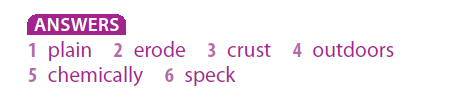 ANSWERS
1 plain 2 erode 3 crust 4 outdoors
5 chemically 6 speck